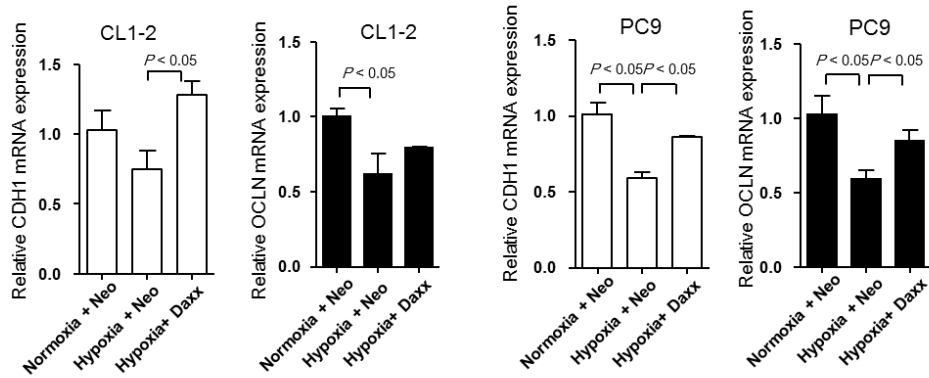 CL1-2
Relative CDH1 mRNA expression
1.5
1.0
0.5
0.0
P < 0.05
Normoxia + Neo
Hypoxia + Neo
Hypoxia+ Daxx
CL1-2
Relative OCLN mRNA expression
1.5
1.0
0.5
0.0
P < 0.05
Normoxia + Neo
Hypoxia + Neo
Hypoxia+ Daxx
PC9
Relative CDH1 mRNA expression
1.5
1.0
0.5
0.0
P < 0.05 P < 0.05
Normoxia + Neo
Hypoxia + Neo
Hypoxia+ Daxx
PC9
Relative OCLN mRNA expression
1.5
1.0
0.5
0.0
P < 0.05 P < 0.05
Normoxia + Neo
Hypoxia + Neo
Hypoxia+ Daxx